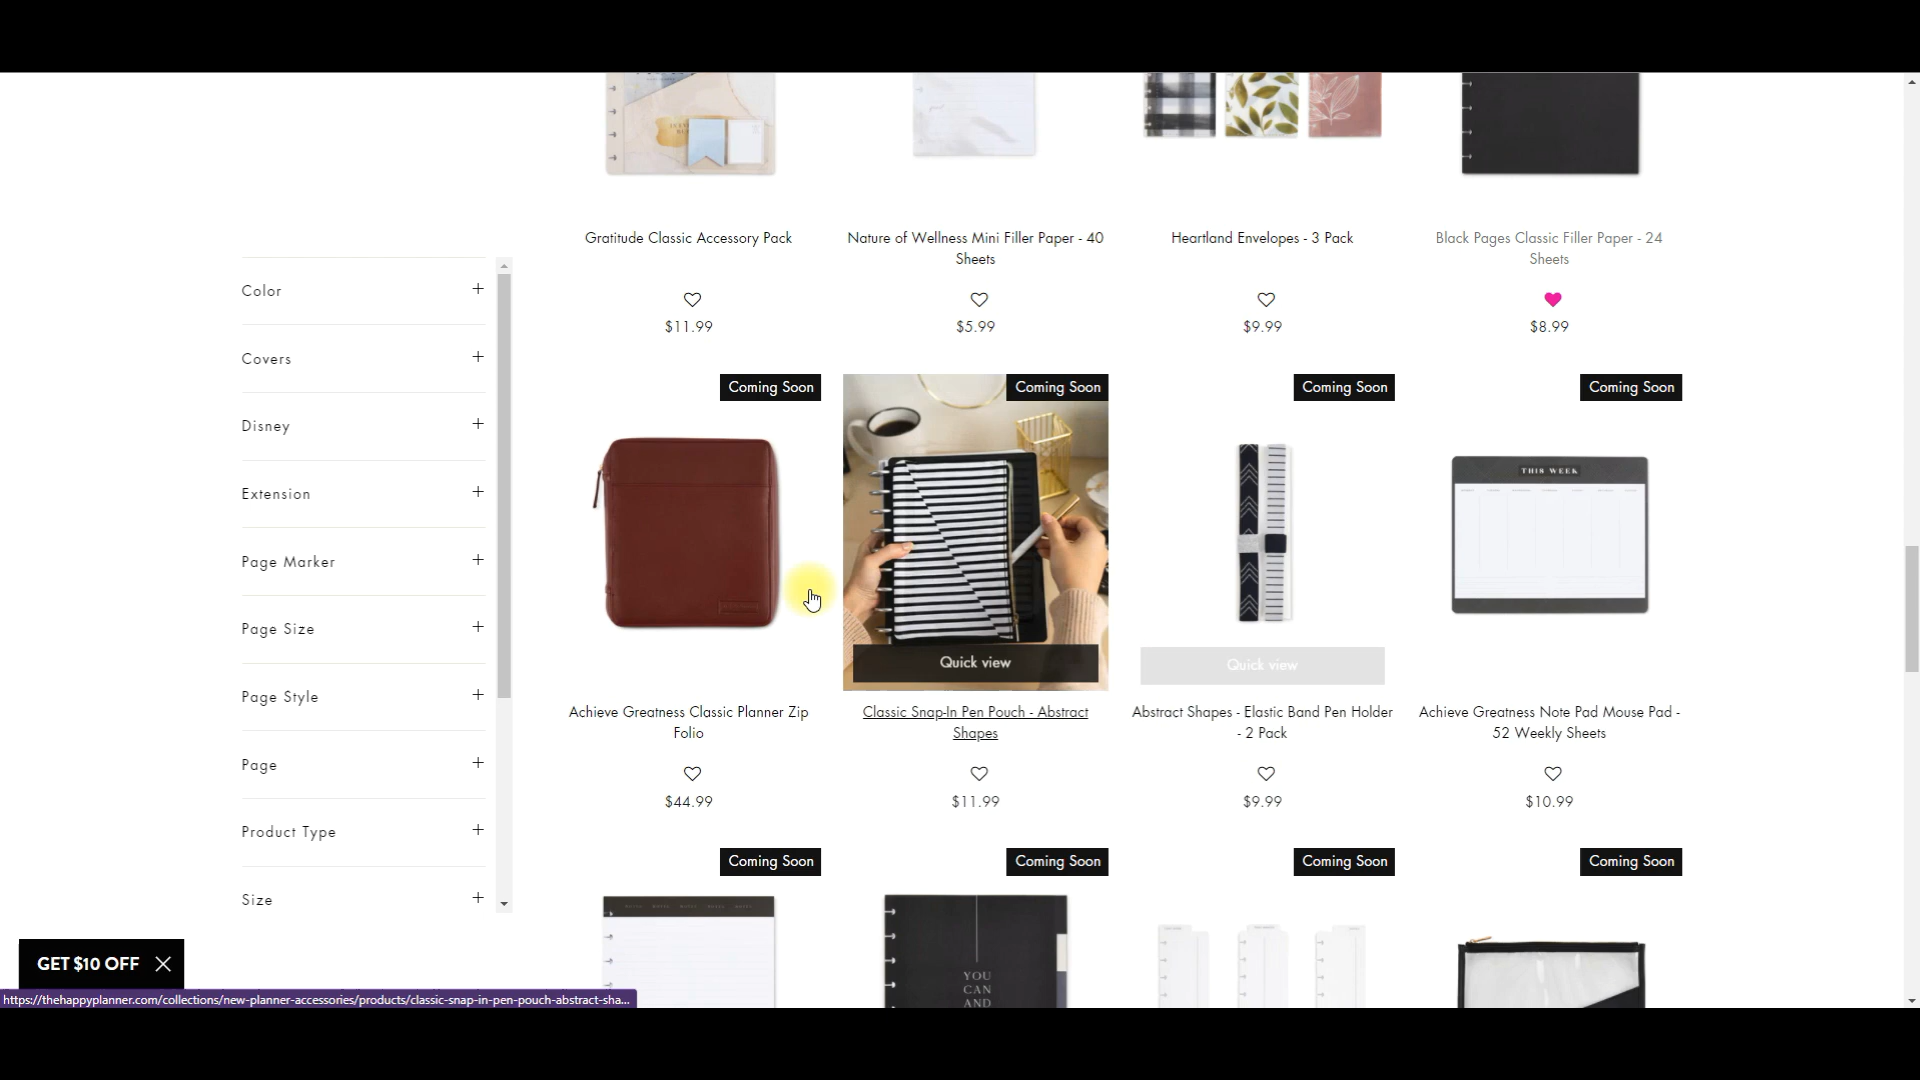 Gratitude Classic Accessory Pack
Nature of Wellness Mini Filler Paper - 40
Sheets
Heartland Envelopes - 3 Pack
Black Pages Classic Filler Paper - 24
Sheets
$11.99
$5.99
$9.99
$8.99
Color +
Covers +
Disney +
Extension +
Page Marker +
Page Size +
Page Style +
Page +
Product Type +
Size +
Coming Soon
Coming Soon
Coming Soon
Coming Soon
THIS WEEK
Quick view
Quick view
Achieve Greatness Classic Planner Zip
Folio
Classic Snap-In Pen Pouch - Abstract
Shapes
Abstract Shapes - Elastic Band Pen Holder
- 2 Pack
Achieve Greatness Note Pad Mouse Pad -
52 Weekly Sheets
$44.99
$11.99
$9.99
$10.99
Coming Soon
Coming Soon
Coming Soon
Coming Soon
YOU
CAN
AND
GET $10 OFF
https://thehappyplanner.com/collections/new-planner-accessories/products/classic-snap-in-pen-pouch-abstract-sha...